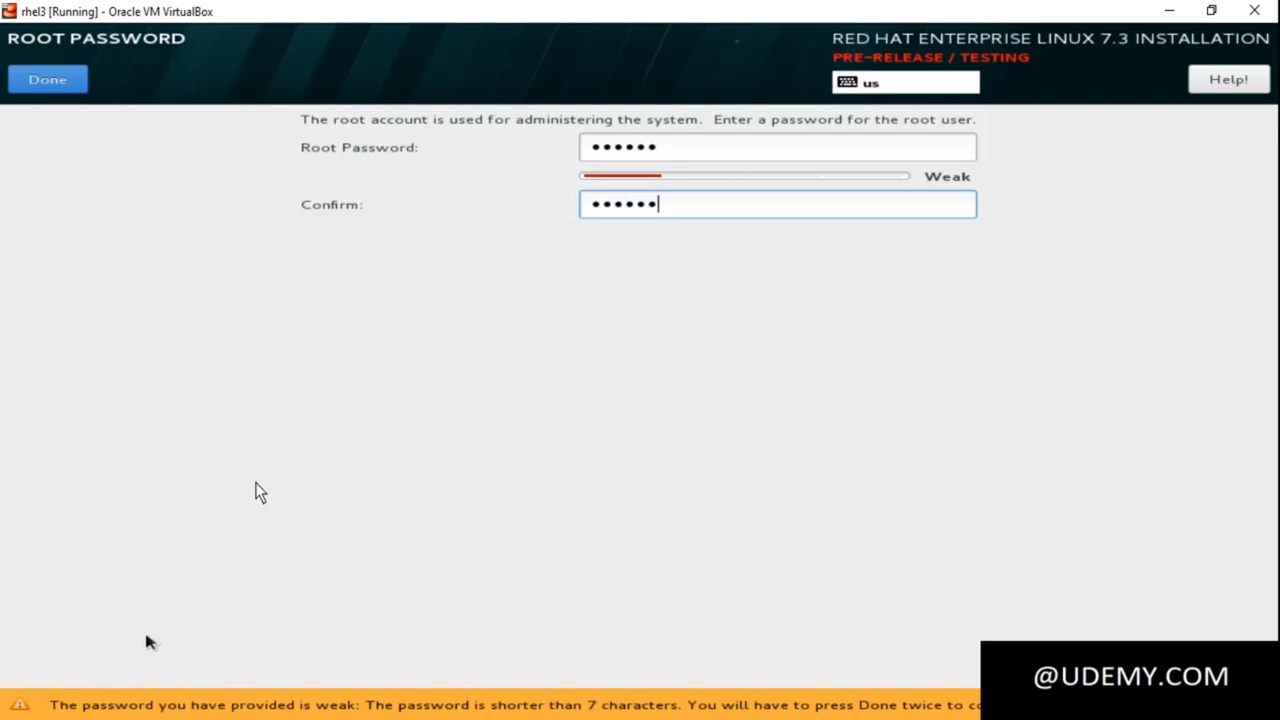 rhel3 [Running] - Oracle VM VirtualBox
ROOT PASSWORD
RED HAT ENTERPRISE LINUX 7.3 INSTALLATION
PRE-RELEASE / TESTING
Done
us
Help!
The root account is used for administering the system. Enter a password for the root user.
Root Password: ••••••
Weak
Confirm: ••••••
@UDEMY.COM
The password you have provided is weak: The password is shorter than 7 characters. You will have to press Done twice to